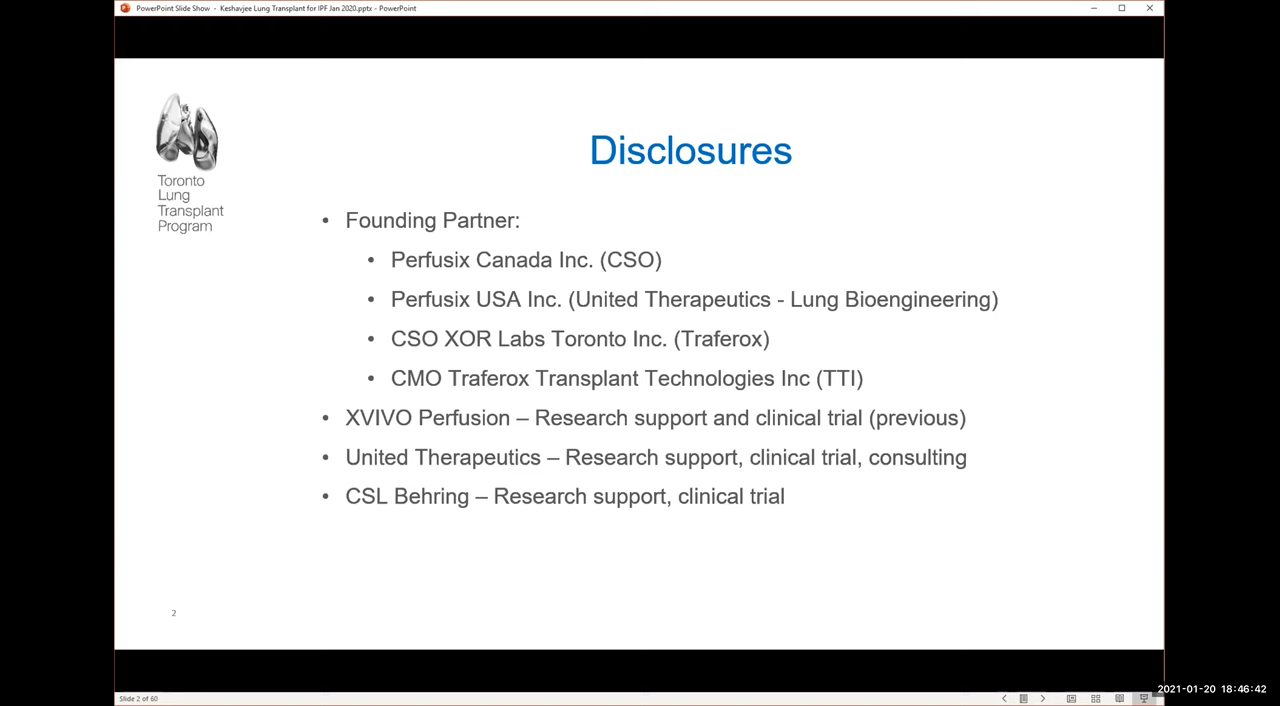 PowerPoint Slide Show - Keshavjee Lung Transplant for IPF Jan 2020.pptx - PowerPoint
Toronto
Lung
Transplant
Program
Disclosures
• Founding Partner:
• Perfusix Canada Inc. (CSO)
• Perfusix USA Inc. (United Therapeutics - Lung Bioengineering)
• CSO XOR Labs Toronto Inc. (Traferox)
• CMO Traferox Transplant Technologies Inc (TTI)
• XVIVO Perfusion – Research support and clinical trial (previous)
• United Therapeutics – Research support, clinical trial, consulting
• CSL Behring – Research support, clinical trial
2
Slide 2 of 60
2021-01-20 18:46:42